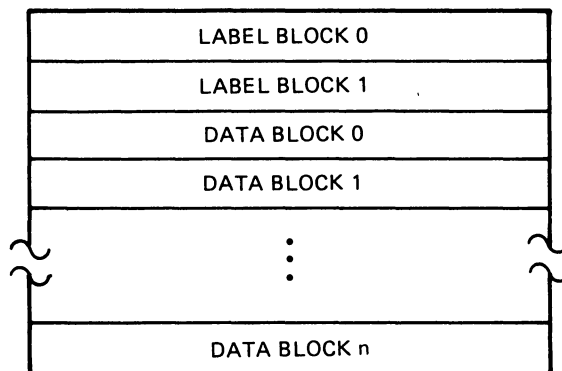 LABEL BLOCK 0
LABEL BLOCK 1
DATA BLOCK 0
DATA BLOCK 1
DATA BLOCK n